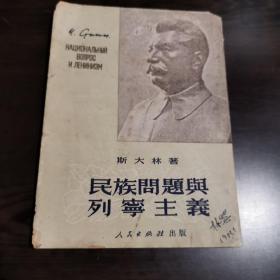 И. Сталин
НАЦИОНАЛЬНЫЙ
ВОПРОС
И ЛЕНИНИЗМ
斯大林著
民族問題與
列寧主義
人民出版社出版